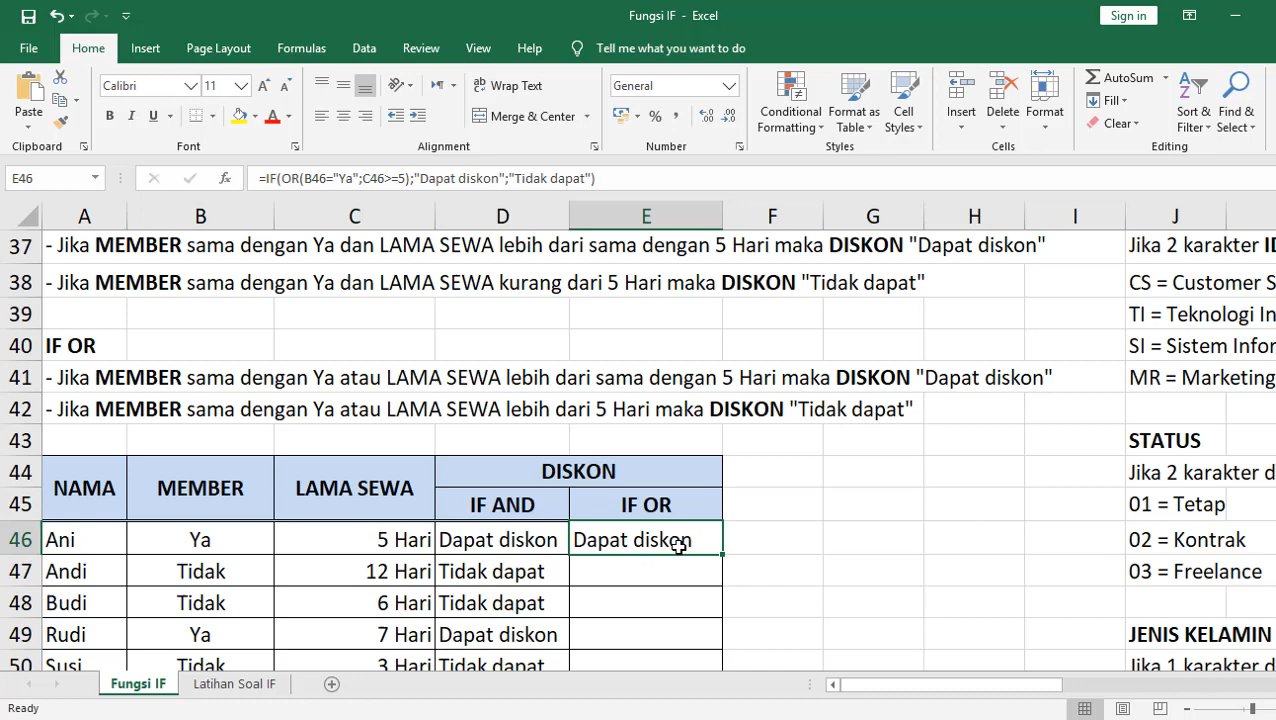 Fungsi IF - Excel
Sign in
File Home Insert Page Layout Formulas Data Review View Help Tell me what you want to do
Paste
Clipboard
Calibri 11
B I U
Font
Wrap Text
Merge & Center
Alignment
General
Number
Conditional Formatting
Format as Table
Cell Styles
Styles
Insert
Delete
Format
Cells
AutoSum
Fill
Clear
Sort & Filter
Find & Select
Editing
E46 fx =IF(OR(B46="Ya";C46>=5);"Dapat diskon";"Tidak dapat")
A B C D E F G H I J
37 - Jika MEMBER sama dengan Ya dan LAMA SEWA lebih dari sama dengan 5 Hari maka DISKON "Dapat diskon" Jika 2 karakter
38 - Jika MEMBER sama dengan Ya dan LAMA SEWA kurang dari 5 Hari maka DISKON "Tidak dapat" CS = Customer S
39 TI = Teknologi In
40 IF OR SI = Sistem Infor
41 - Jika MEMBER sama dengan Ya atau LAMA SEWA lebih dari sama dengan 5 Hari maka DISKON "Dapat diskon" MR = Marketing
42 - Jika MEMBER sama dengan Ya atau LAMA SEWA lebih dari 5 Hari maka DISKON "Tidak dapat"
43 STATUS
44 NAMA MEMBER LAMA SEWA DISKON Jika 2 karakter d
45 IF AND IF OR 01 = Tetap
46 Ani Ya 5 Hari Dapat diskon Dapat diskon 02 = Kontrak
47 Andi Tidak 12 Hari Tidak dapat 03 = Freelance
48 Budi Tidak 6 Hari Tidak dapat
49 Rudi Ya 7 Hari Dapat diskon JENIS KELAMIN
50 Susi Tidak 3 Hari Tidak dapat Jika 1 karakter d
Fungsi IF Latihan Soal IF
Ready